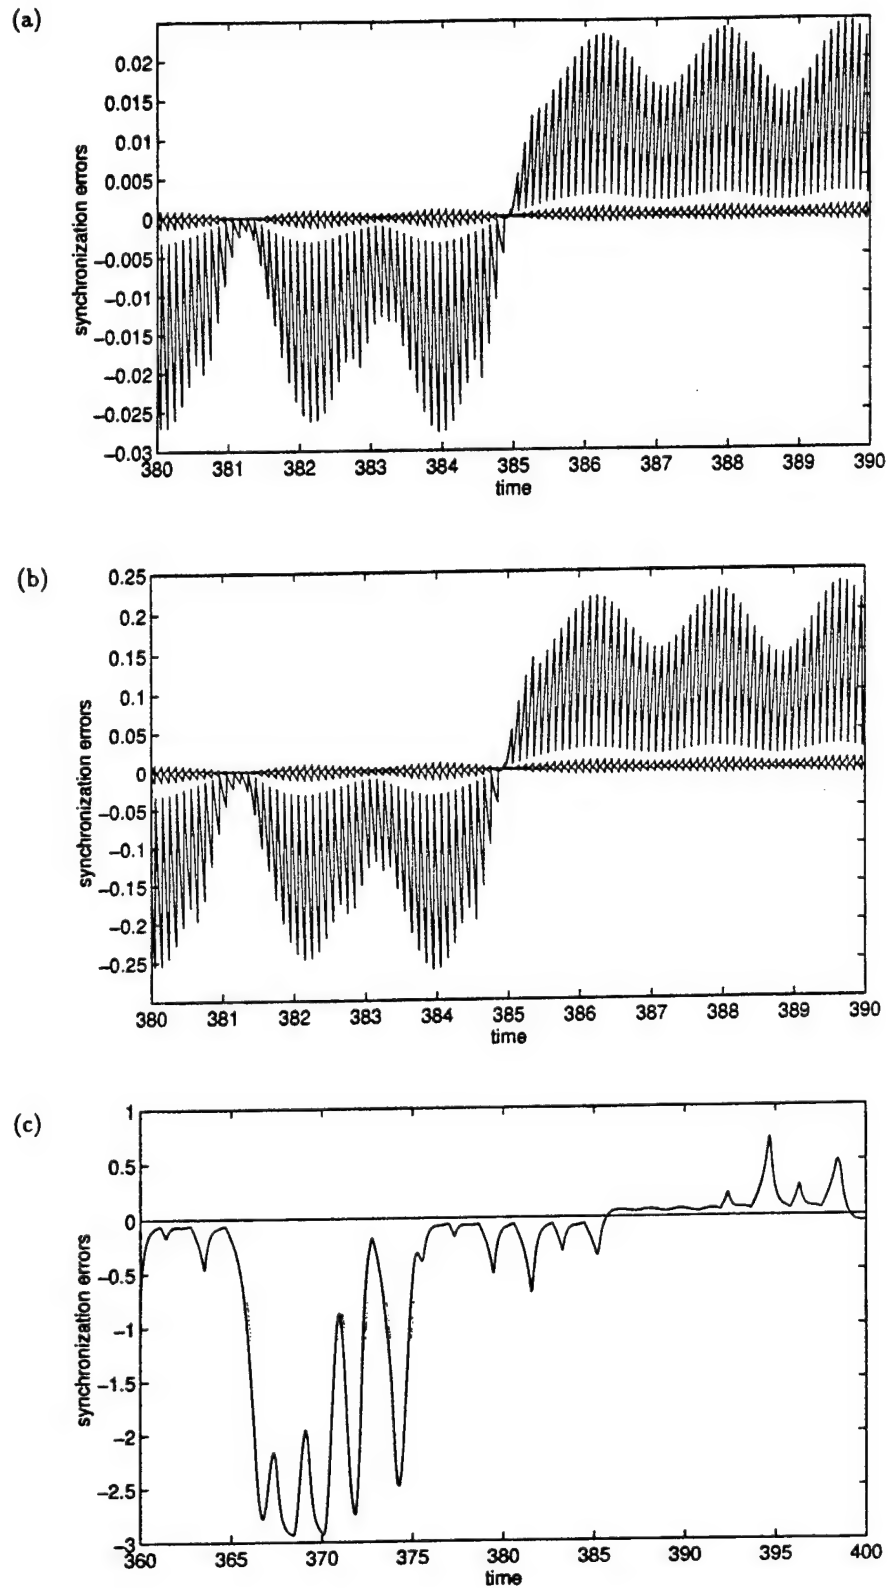 (a)
0.02
0.015
0.01
0.005
0
−0.005
−0.01
−0.015
−0.02
−0.025
−0.03
synchronization errors
380 381 382 383 384 385 386 387 388 389 390
time
(b)
0.25
0.2
0.15
0.1
0.05
0
−0.05
−0.1
−0.15
−0.2
−0.25
synchronization errors
380 381 382 383 384 385 386 387 388 389 390
time
(c)
1
0.5
0
−0.5
−1
−1.5
−2
−2.5
−3
synchronization errors
360 365 370 375 380 385 390 395 400
time